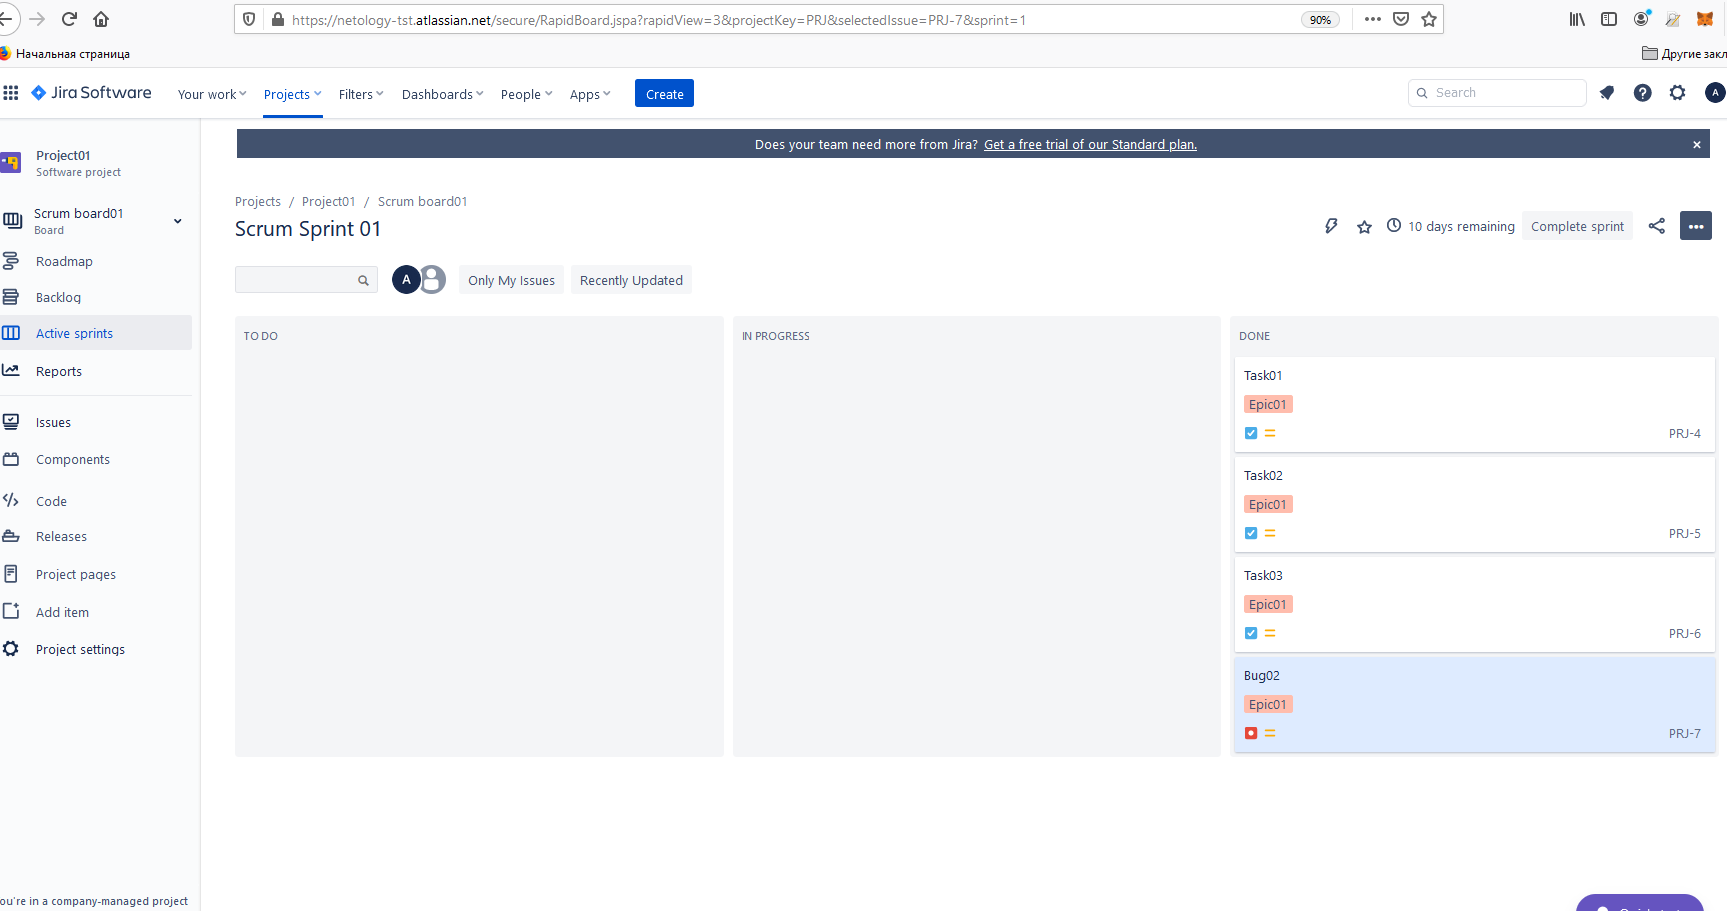 https://netology-tst.atlassian.net/secure/RapidBoard.jspa?rapidView=3&projectKey=PRJ&selectedIssue=PRJ-7&sprint=1
90%
Начальная страница
Другие закл
Jira Software
Your work
Projects
Filters
Dashboards
People
Apps
Create
Search
A
Project01
Software project
Scrum board01
Board
Roadmap
Backlog
Active sprints
Reports
Issues
Components
Code
Releases
Project pages
Add item
Project settings
ou're in a company-managed project
Does your team need more from Jira? Get a free trial of our Standard plan.
Projects / Project01 / Scrum board01
Scrum Sprint 01
10 days remaining
Complete sprint
A
Only My Issues
Recently Updated
TO DO
IN PROGRESS
DONE
Task01
Epic01
PRJ-4
Task02
Epic01
PRJ-5
Task03
Epic01
PRJ-6
Bug02
Epic01
PRJ-7